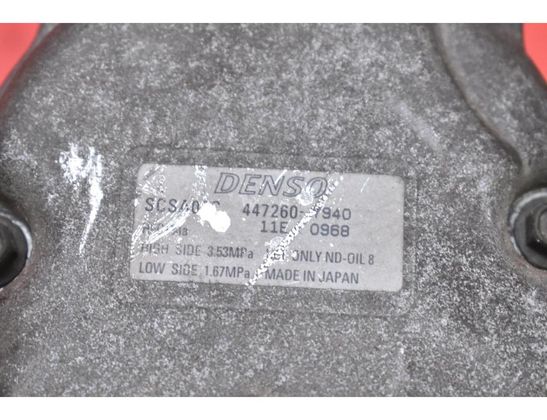 DENSO
447260-7940
11E 0968
HIGH SIDE 3.53MPa ONLY ND-OIL 8
LOW SIDE 1.67MPa MADE IN JAPAN